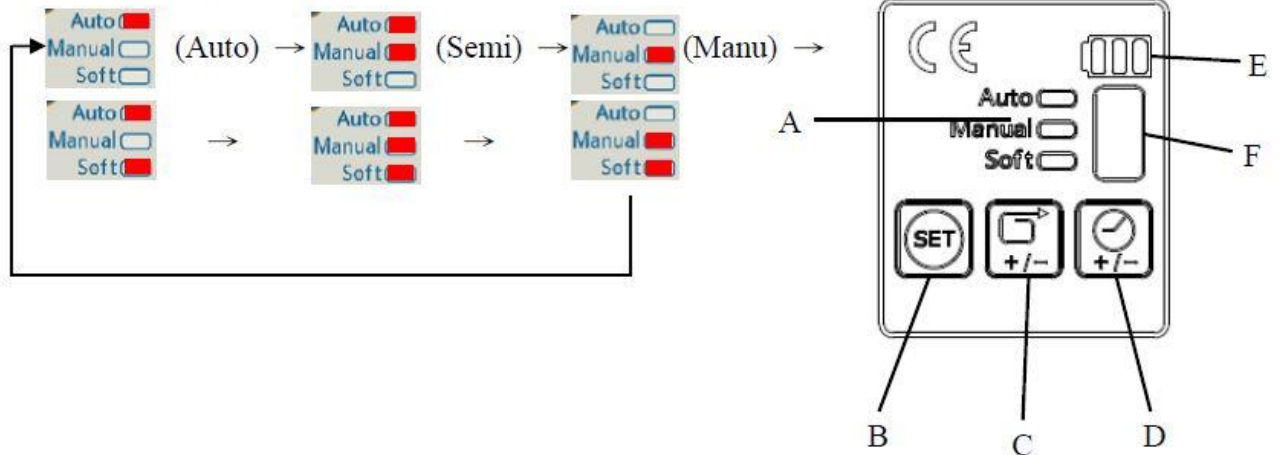 Auto
Manual (Auto) → 
Soft
Auto
Manual (Semi) →
Soft
Auto
Manual (Manu) →
Soft
Auto
Manual →
Soft
Auto
Manual →
Soft
Auto
Manual
Soft
CE
E
Auto
A Manual
Soft
F
SET
+/-
+/-
B
C
D